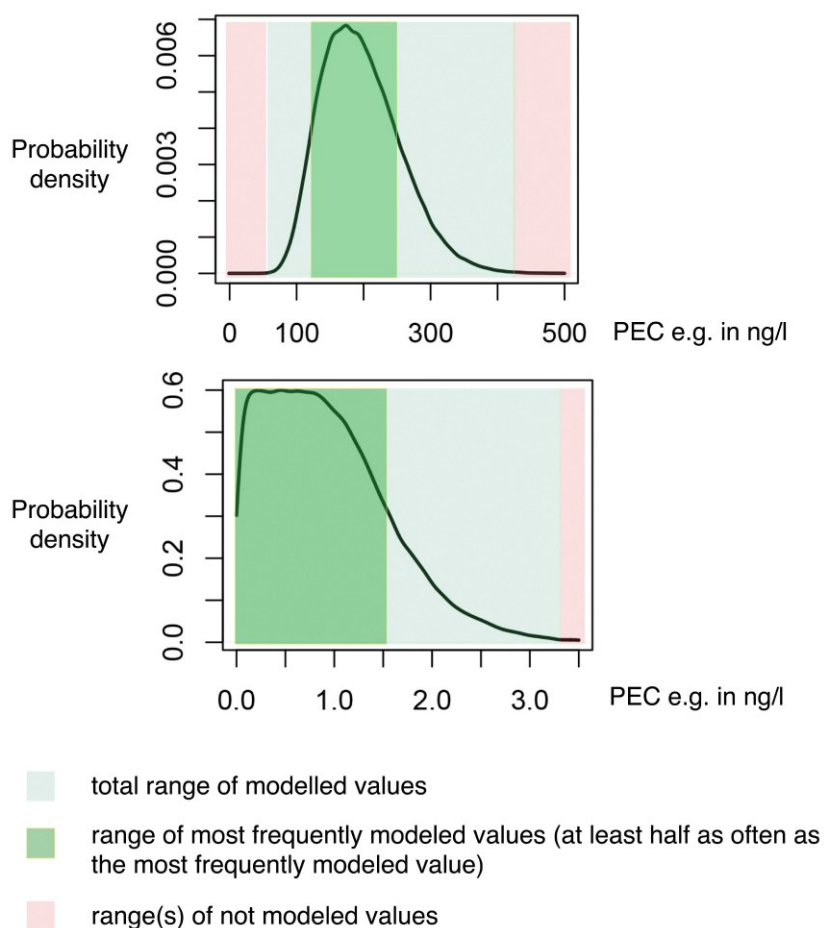 Probability
density
0.006
0.003
0.000
0 100 300 500 PEC e.g. in ng/l
Probability
density
0.6
0.4
0.2
0.0
0.0 1.0 2.0 3.0 PEC e.g. in ng/l
total range of modelled values
range of most frequently modeled values (at least half as often as
the most frequently modeled value)
range(s) of not modeled values